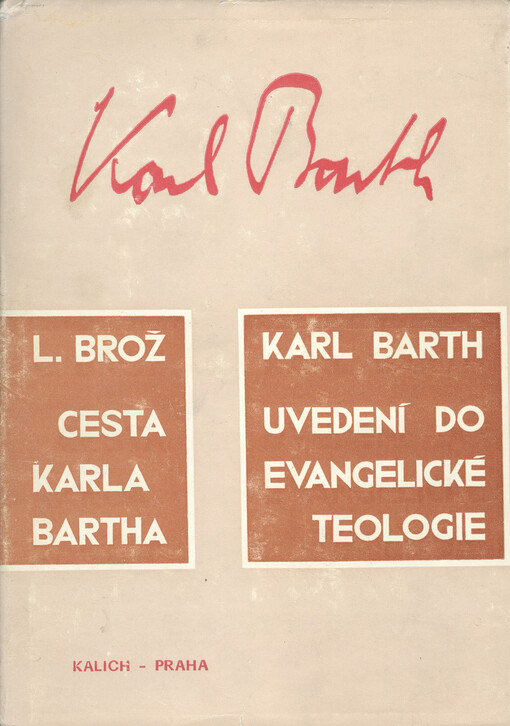 Karl Barth
L. BROŽ
CESTA
KARLA
BARTHA
KARL BARTH
UVEDENÍ DO
EVANGELICKÉ
TEOLOGIE
KALICH – PRAHA